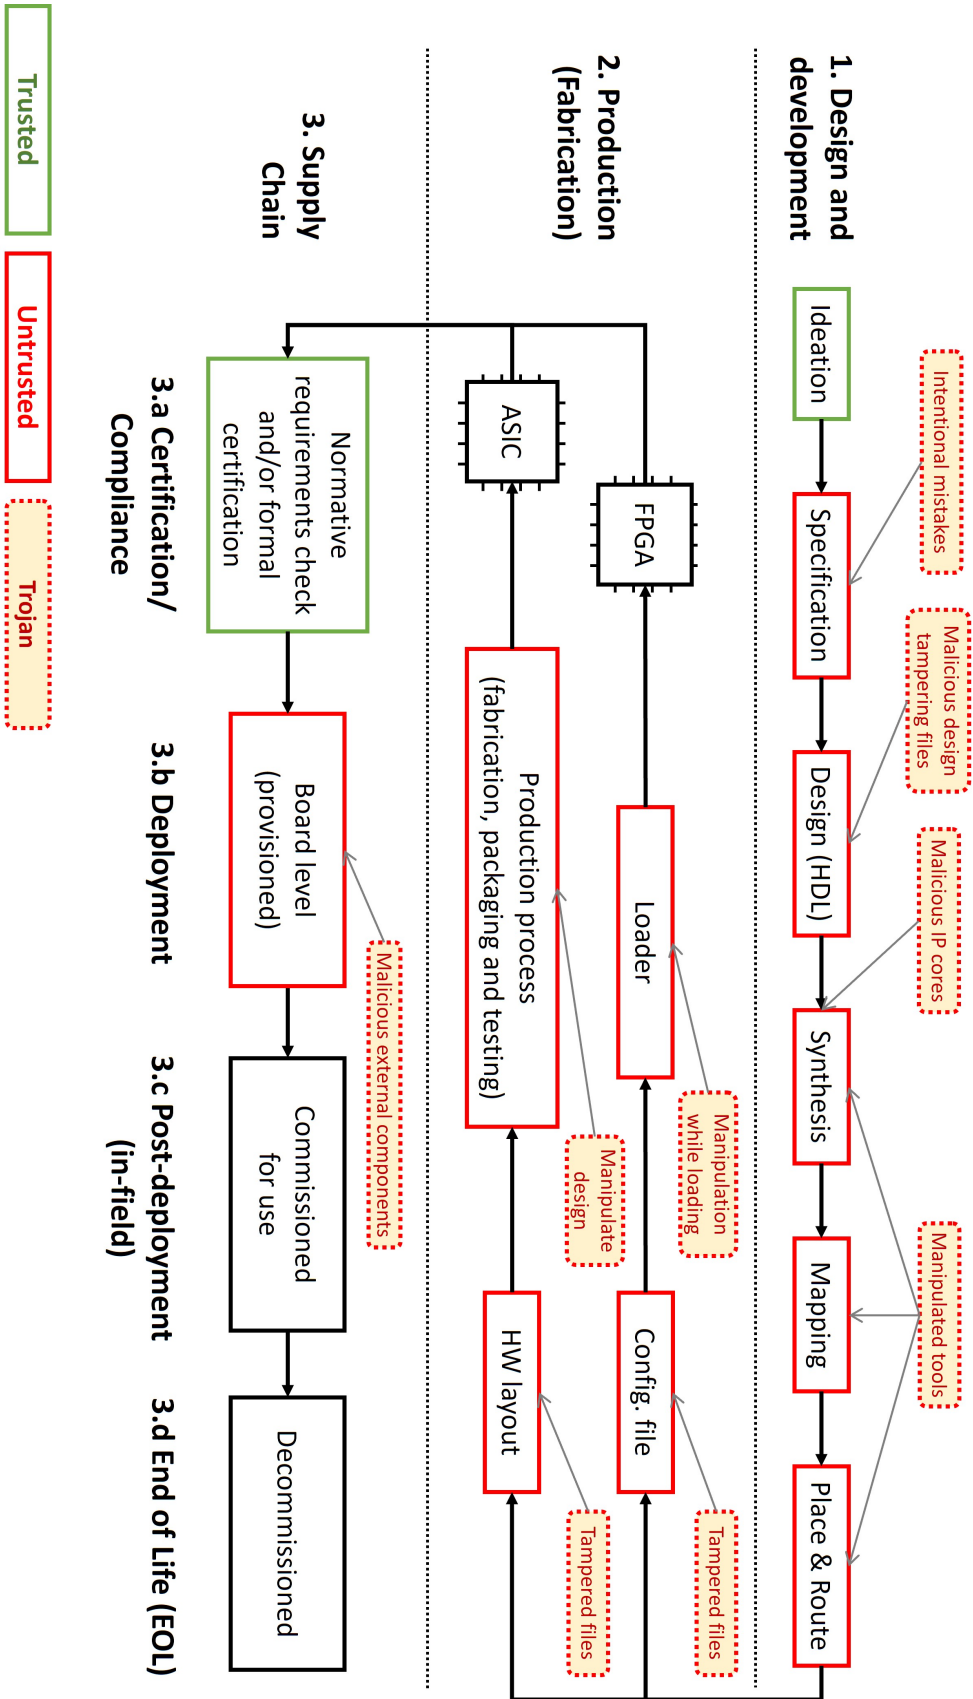 1. Design and
development
Intentional mistakes
Malicious design
tampering files
Malicious IP cores
Manipulated tools
Ideation
Specification
Design (HDL)
Synthesis
Mapping
Place & Route
2. Production
(Fabrication)
FPGA
Loader
Manipulation
while loading
Config. file
Tampered files
ASIC
Production process
(fabrication, packaging and testing)
Manipulate
design
HW layout
Tampered files
3. Supply
Chain
Malicious external components
Normative
requirements check
and/or formal
certification
Board level
(provisioned)
Commissioned
for use
Decommissioned
3.a Certification/
Compliance
3.b Deployment
3.c Post-deployment
(in-field)
3.d End of Life (EOL)
Trusted
Untrusted
Trojan